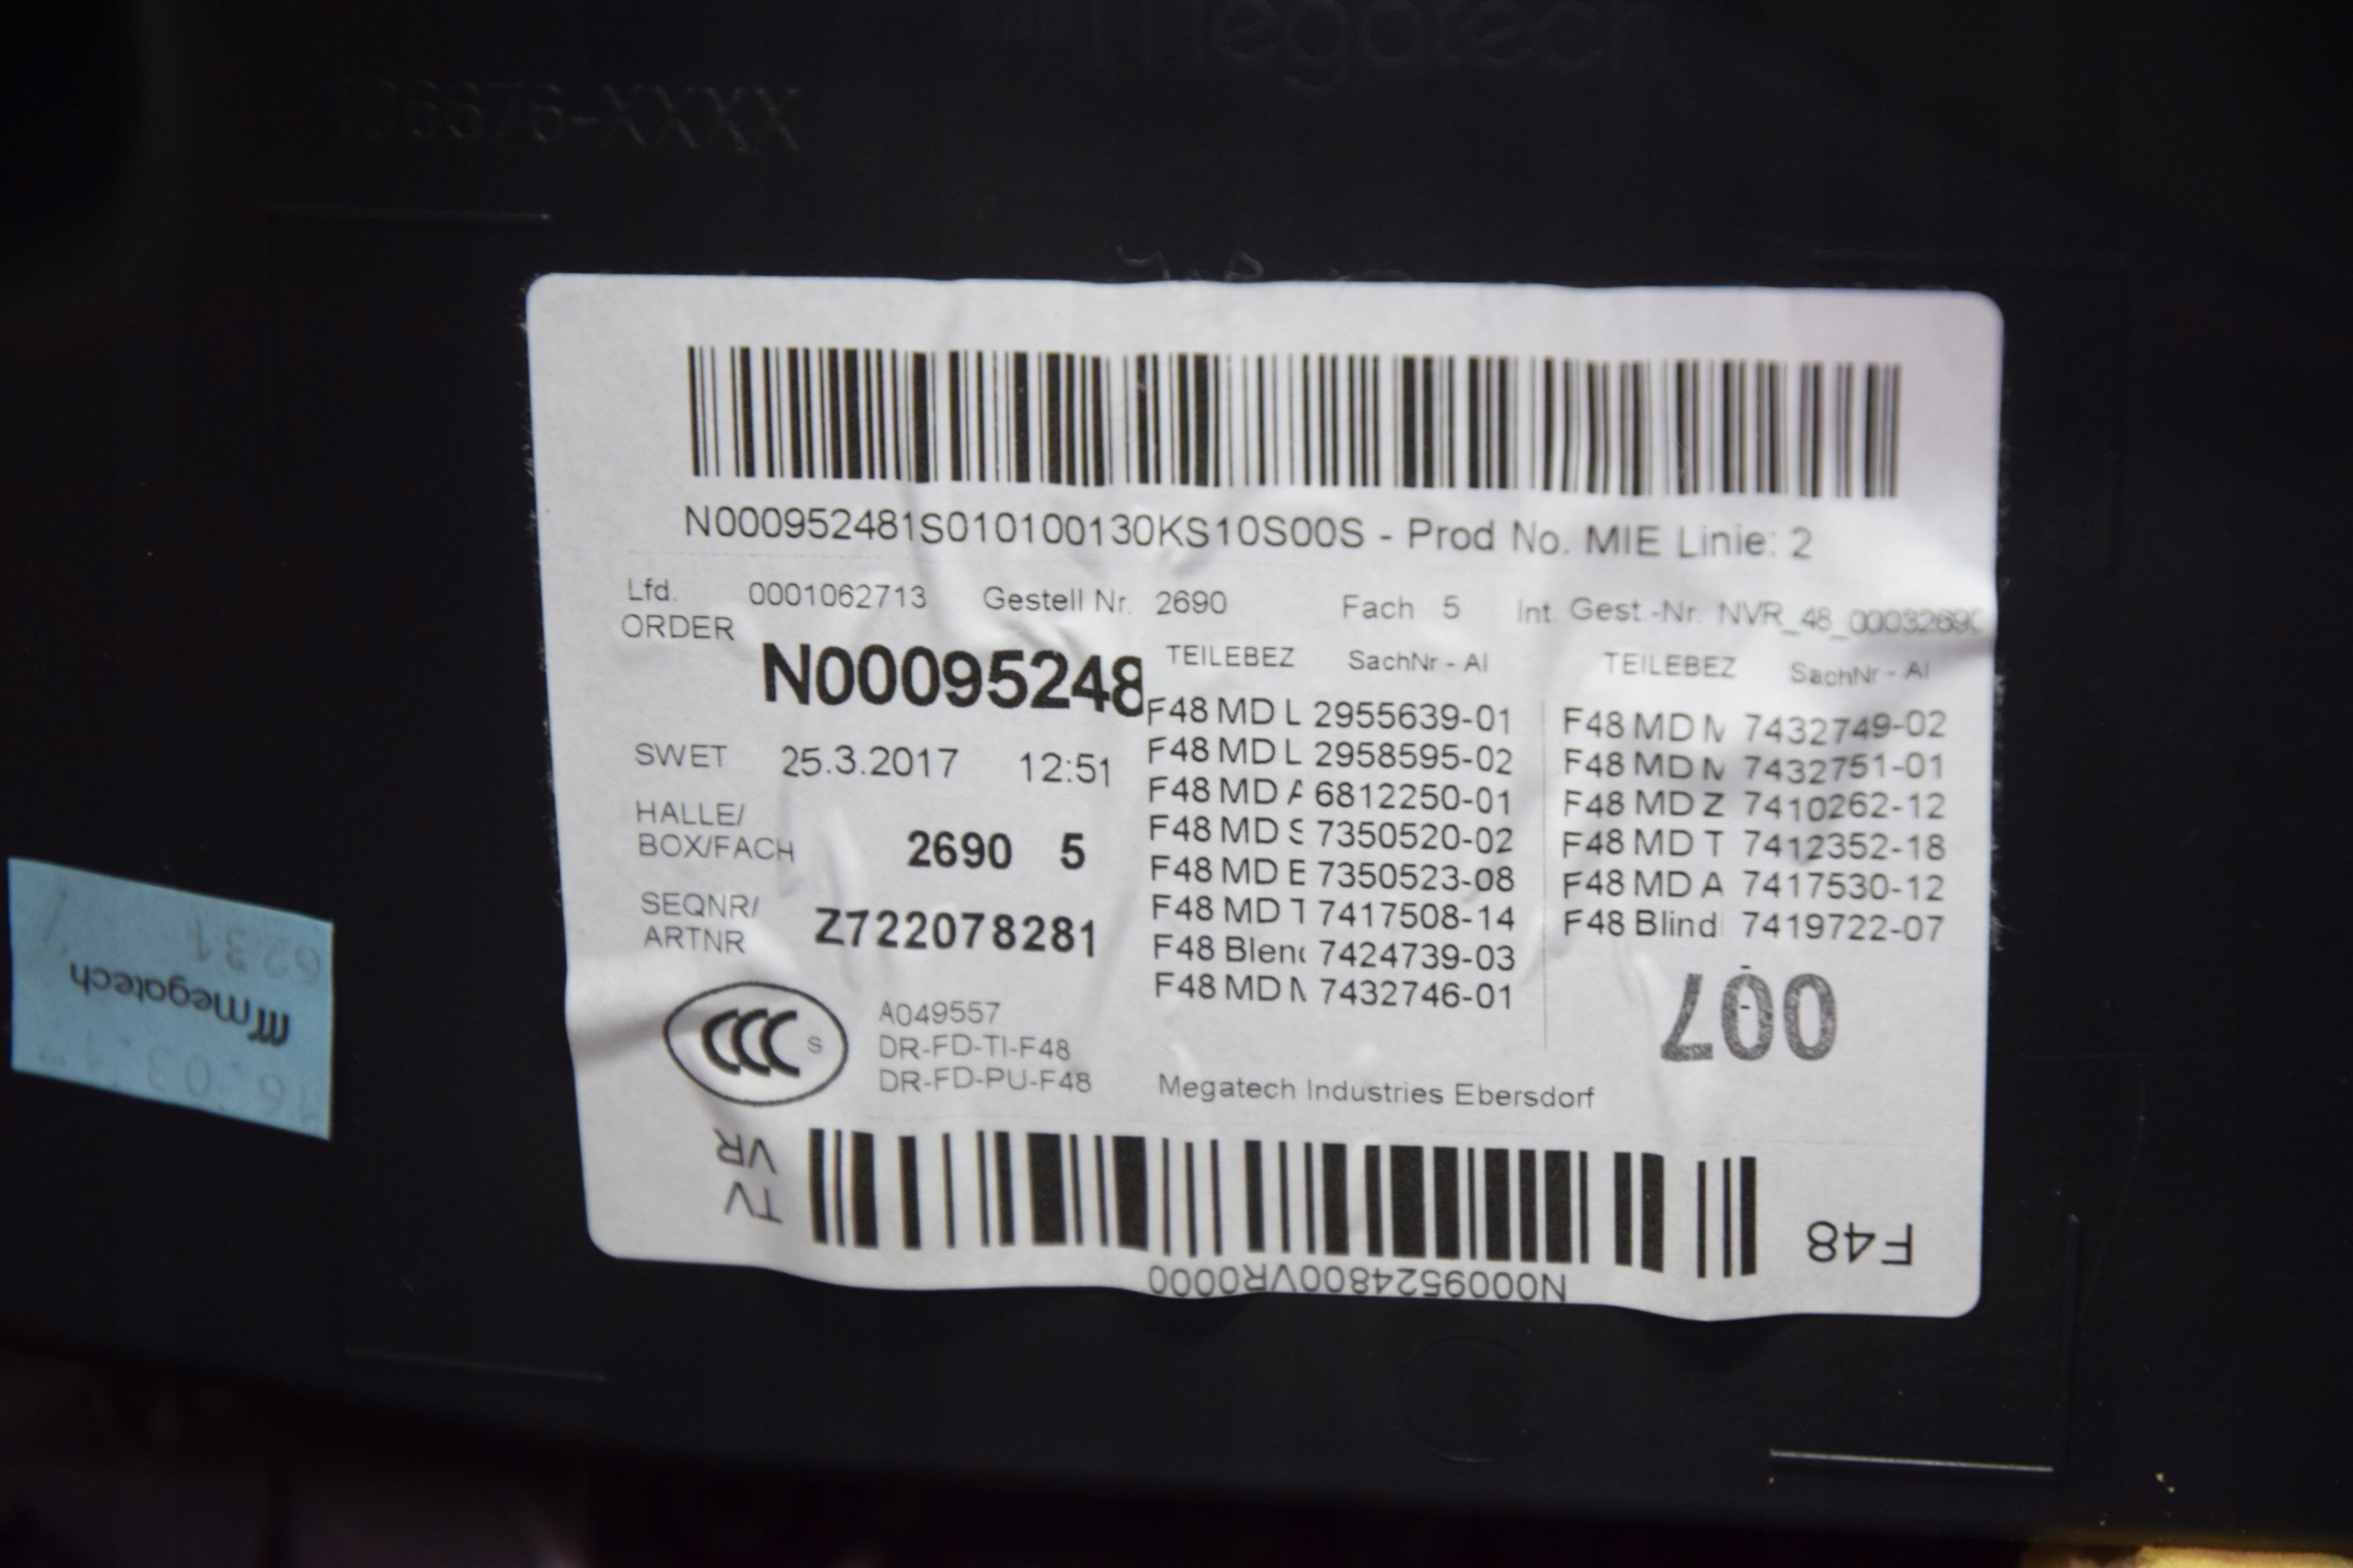 megatech
106676-XXXX
N000952481S010100130KS10S00S - Prod No. MIE Linie: 2
Lfd. 0001062713 Gestell Nr. 2690 Fach 5 Int. Gest.-Nr. NVR_48_00032690
ORDER N00095248
TEILEBEZ SachNr - AI TEILEBEZ SachNr - AI
F48 MD L 2955639-01 F48 MD 7432749-02
SWET 25.3.2017 12:51 F48 MD L 2958595-02 F48 MD 7432751-01
F48 MD 6812250-01 F48 MD Z 7410262-12
HALLE/
BOX/FACH 2690 5 F48 MD 7350520-02 F48 MD T 7412352-18
F48 MD E 7350523-08 F48 MD A 7417530-12
SEQNR/
ARTNR Z722078281 F48 MD 7417508-14 F48 Blind 7419722-07
F48 7424739-03
F48 MD 7432746-01
007
CCC S
A049557
DR-FD-TI-F48
DR-FD-PU-F48
Megatech Industries Ebersdorf
TV
VR
F48
N0009524800VR0000
16.03.17
megatech
6231